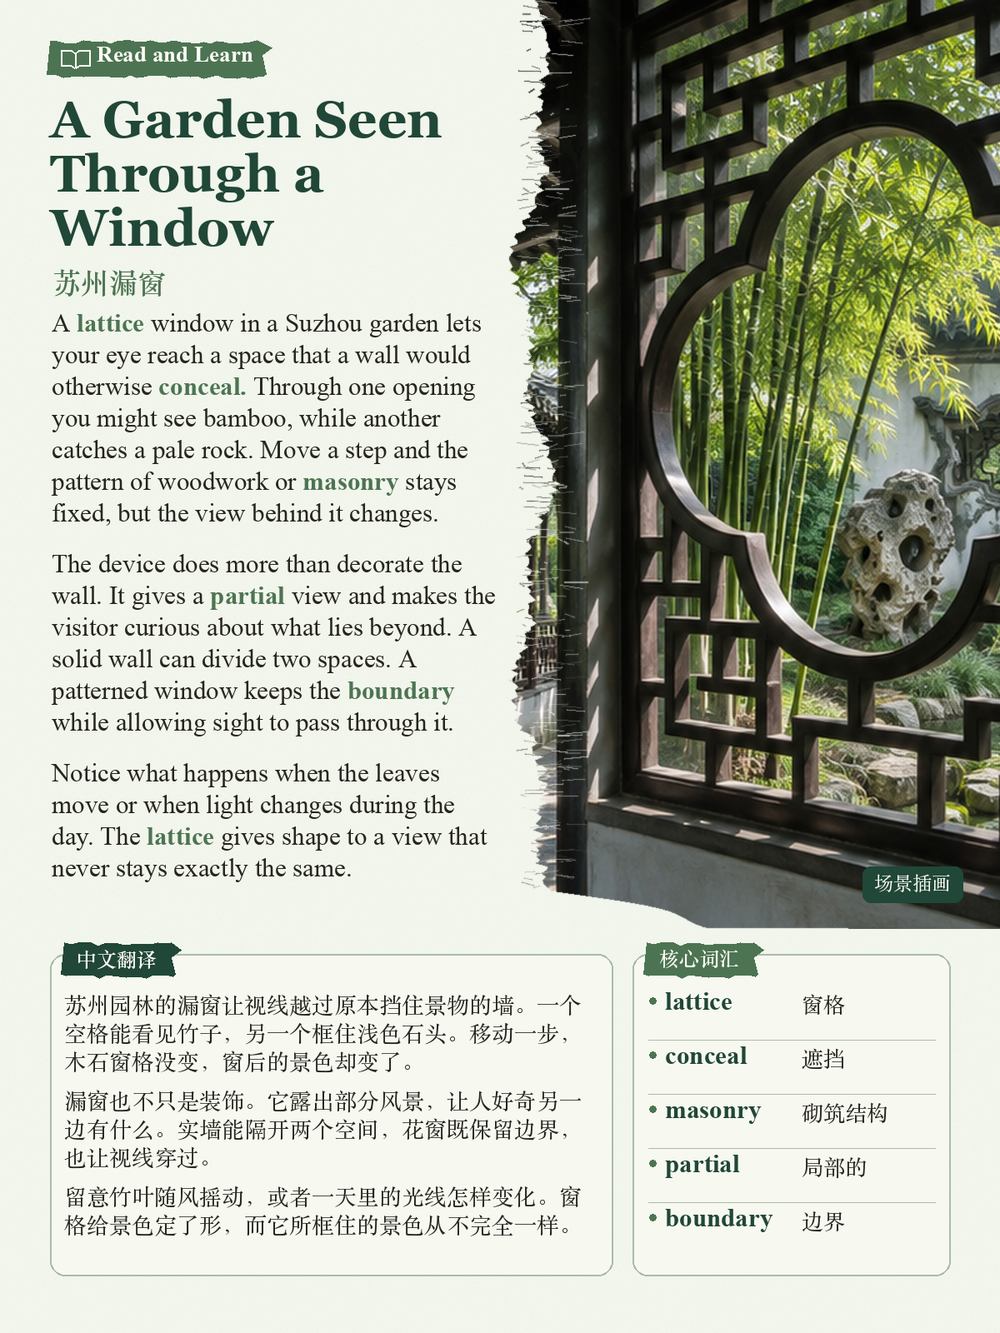 Read and Learn
A Garden Seen
Through a
Window
苏州漏窗
A lattice window in a Suzhou garden lets
your eye reach a space that a wall would
otherwise conceal. Through one opening
you might see bamboo, while another
catches a pale rock. Move a step and the
pattern of woodwork or masonry stays
fixed, but the view behind it changes.
The device does more than decorate the
wall. It gives a partial view and makes the
visitor curious about what lies beyond. A
solid wall can divide two spaces. A
patterned window keeps the boundary
while allowing sight to pass through it.
Notice what happens when the leaves
move or when light changes during the
day. The lattice gives shape to a view that
never stays exactly the same.
场景插画
中文翻译
苏州园林的漏窗让视线越过原本挡住景物的墙。一个
空格能看见竹子，另一个框住浅色石头。移动一步，
木石窗格没变，窗后的景色却变了。
漏窗也不只是装饰。它露出部分风景，让人好奇另一
边有什么。实墙能隔开两个空间，花窗既保留边界，
也让视线穿过。
留意竹叶随风摇动，或者一天里的光线怎样变化。窗
格给景色定了形，而它所框住的景色从不完全一样。
核心词汇
• lattice 窗格
• conceal 遮挡
• masonry 砌筑结构
• partial 局部的
• boundary 边界